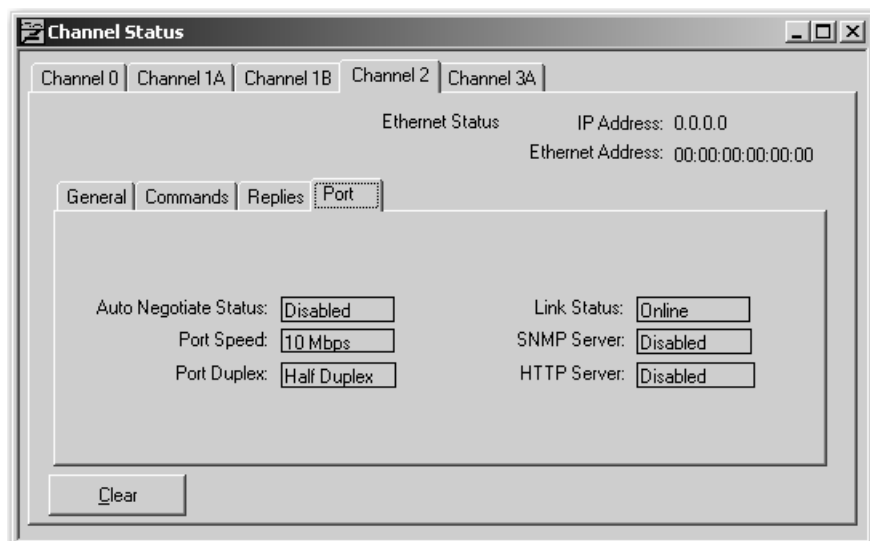 Channel Status
Channel 0 Channel 1A Channel 1B Channel 2 Channel 3A
Ethernet Status IP Address: 0.0.0.0
Ethernet Address: 00:00:00:00:00:00
General Commands Replies Port
Auto Negotiate Status: Disabled Link Status: Online
Port Speed: 10 Mbps SNMP Server: Disabled
Port Duplex: Half Duplex HTTP Server: Disabled
Clear